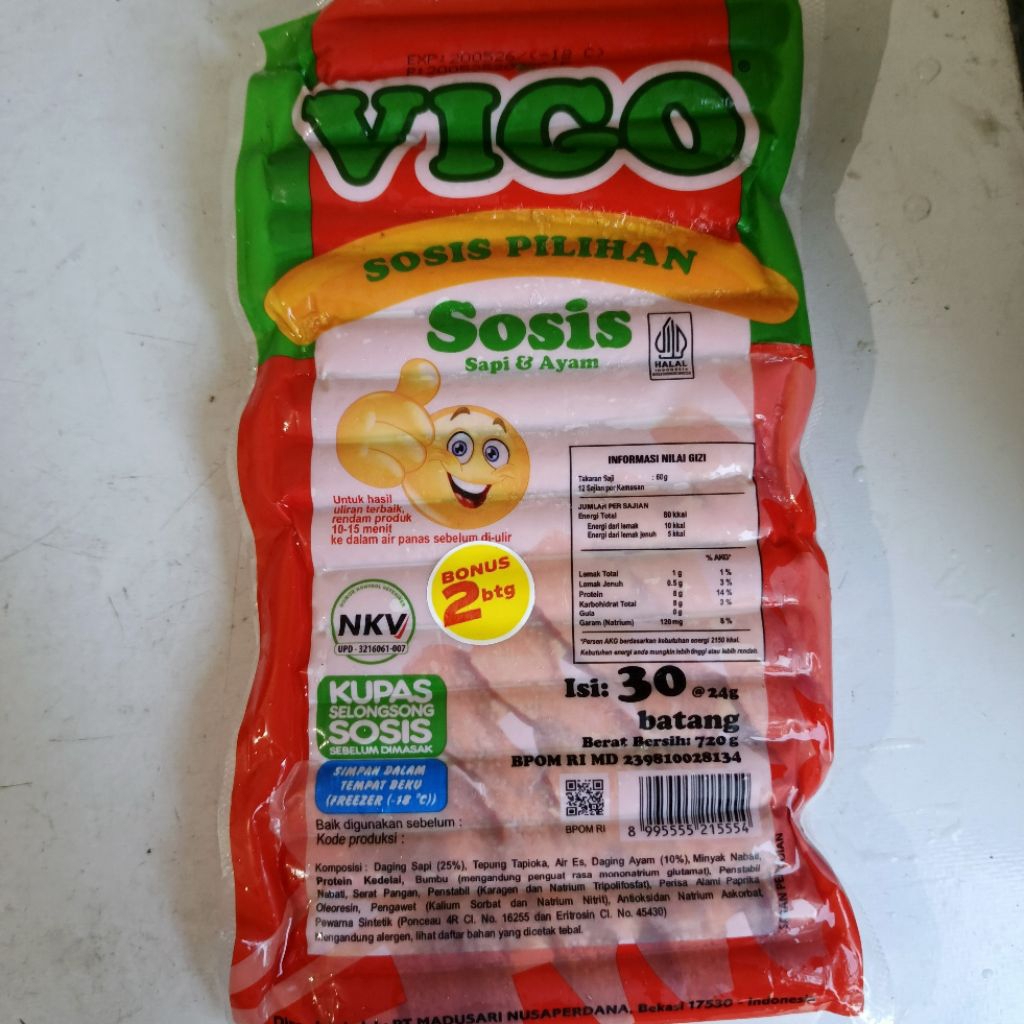 EXP:200526/(-18 C)
VIGO
®
SOSIS PILIHAN
Sosis
Sapi & Ayam
HALAL
INDONESIA
Untuk hasil
uliran terbaik,
rendam produk
10-15 menit
ke dalam air panas sebelum di-ulir
BONUS
2 btg
NKV
UPD - 3216061-007
KUPAS
SELONGSONG
SOSIS
SEBELUM DIMASAK
SIMPAN DALAM
TEMPAT BEKU
(FREEZER (-18 °C))
INFORMASI NILAI GIZI
Takaran Saji : 60g
12 Sajian per Kemasan
JUMLAH PER SAJIAN
Energi Total 80 kkal
Energi dari lemak 10 kkal
Energi dari lemak jenuh 5 kkal
% AKG*
Lemak Total 1 g 1 %
Lemak Jenuh 0.5 g 3 %
Protein 8 g 14 %
Karbohidrat Total 9 g 3 %
Gula 0g
Garam (Natrium) 120 mg 8 %
*Persen AKG berdasarkan kebutuhan energi 2150 kkal.
Kebutuhan energi anda mungkin lebih tinggi atau lebih rendah.
Isi: 30 @ 24g
batang
Berat Bersih: 720 g
BPOM RI MD 239810028134
BPOM RI
8 995555 215554
Baik digunakan sebelum :
Kode produksi :
Komposisi : Daging Sapi (25%), Tepung Tapioka, Air Es, Daging Ayam (10%), Minyak Nabati,
Protein Kedelai, Bumbu (mengandung penguat rasa mononatrium glutamat), Penstabil
Nabati, Serat Pangan, Penstabil (Karagen dan Natrium Tripolifosfat), Perisa Alami Paprika
Oleoresin, Pengawet (Kalium Sorbat dan Natrium Nitrit), Antioksidan Natrium Askorbat,
Pewarna Sintetik (Ponceau 4R CI. No. 16255 dan Eritrosin CI. No. 45430)
Mengandung alergen, lihat daftar bahan yang dicetak tebal.
PT MADUSARI NUSAPERDANA, Bekasi 17530 - Indonesia